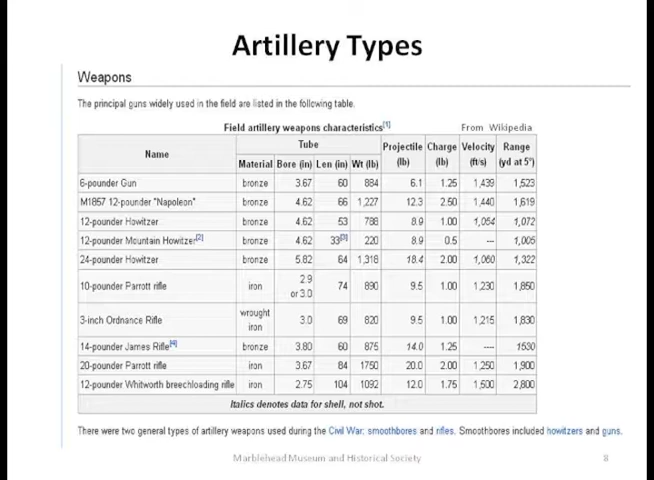 Artillery Types
Weapons
The principal guns widely used in the field are listed in the following table.
Field artillery weapons characteristics[1] From Wikipedia
Name Tube Projectile (lb) Charge (lb) Velocity (ft/s) Range (yd at 5°)
Material Bore (in) Len (in) Wt (lb)
6-pounder Gun bronze 3.67 60 884 6.1 1.25 1,439 1,523
M1857 12-pounder "Napoleon" bronze 4.62 66 1,227 12.3 2.50 1,440 1,619
12-pounder Howitzer bronze 4.62 53 788 8.9 1.00 1,054 1,072
12-pounder Mountain Howitzer[2] bronze 4.62 33[3] 220 8.9 0.5 --- 1,005
24-pounder Howitzer bronze 5.82 64 1,318 18.4 2.00 1,060 1,322
10-pounder Parrott rifle iron 2.9 or 3.0 74 890 9.5 1.00 1,230 1,850
3-inch Ordnance Rifle wrought iron 3.0 69 820 9.5 1.00 1,215 1,830
14-pounder James Rifle[4] bronze 3.80 60 875 14.0 1.25 ---- 1530
20-pounder Parrott rifle iron 3.67 84 1750 20.0 2.00 1,250 1,900
12-pounder Whitworth breechloading rifle iron 2.75 104 1092 12.0 1.75 1,500 2,800
Italics denotes data for shell, not shot.
There were two general types of artillery weapons used during the Civil War: smoothbores and rifles. Smoothbores included howitzers and guns.
Marblehead Museum and Historical Society 8